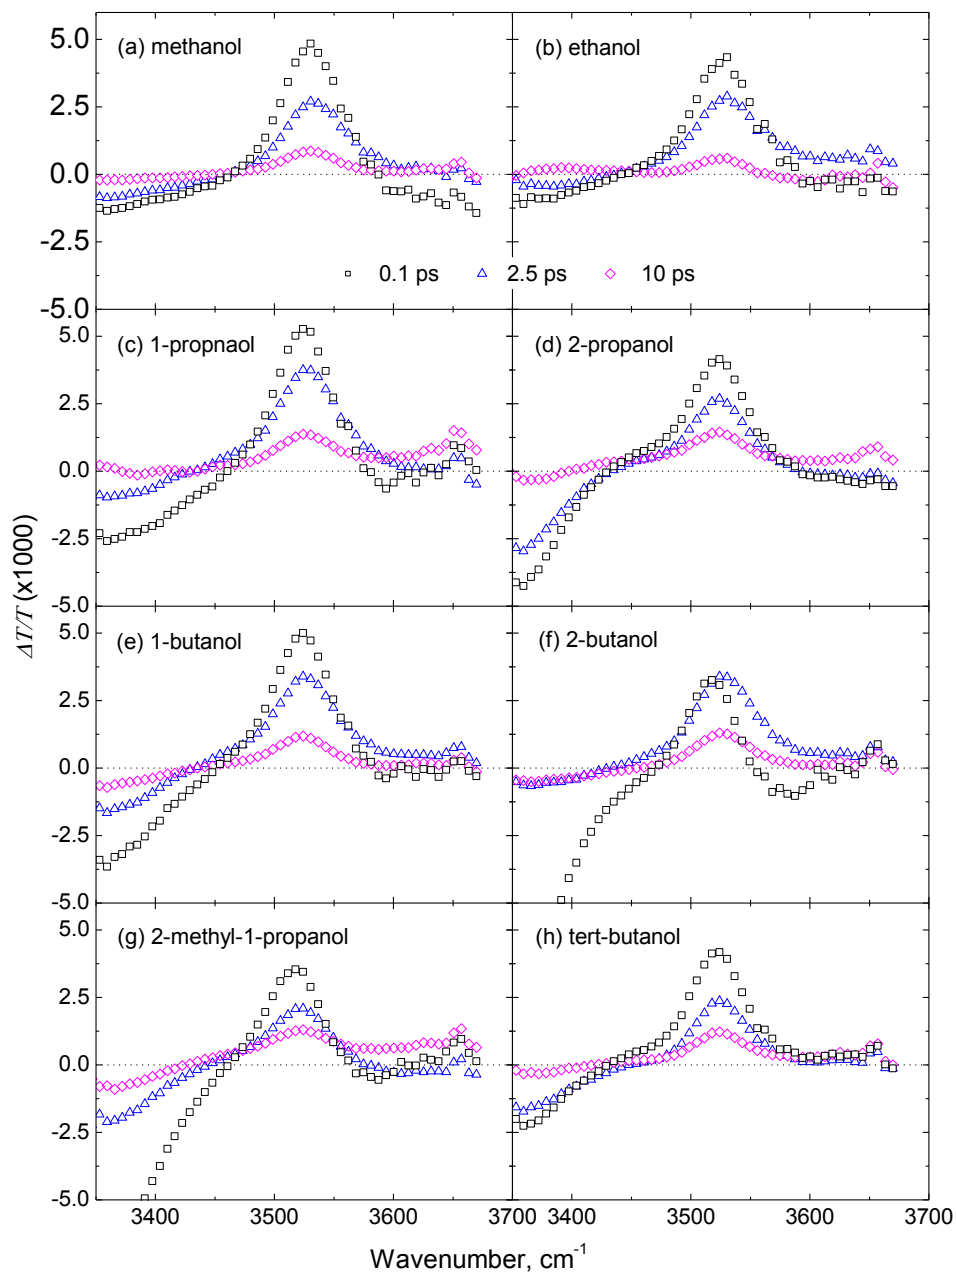 (a) methanol
(b) ethanol
5.0
2.5
0.0
-2.5
-5.0
0.1 ps
2.5 ps
10 ps
(c) 1-propnaol
(d) 2-propanol
5.0
2.5
0.0
-2.5
-5.0
(e) 1-butanol
(f) 2-butanol
5.0
2.5
0.0
-2.5
-5.0
(g) 2-methyl-1-propanol
(h) tert-butanol
5.0
2.5
0.0
-2.5
-5.0
3400 3500 3600 3700 3400 3500 3600 3700
Wavenumber, cm⁻¹
ΔT/T (x1000)